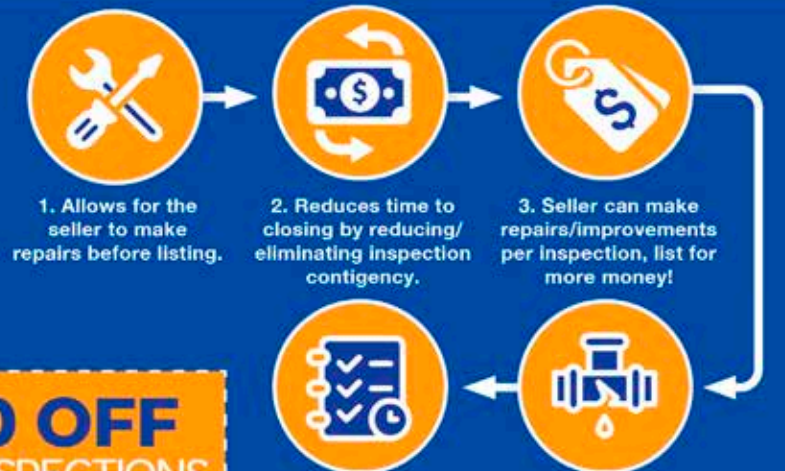 1. Allows for the
seller to make
repairs before listing.
2. Reduces time to
closing by reducing/
eliminating inspection
contigency.
3. Seller can make
repairs/improvements
per inspection, list for
more money!
OFF